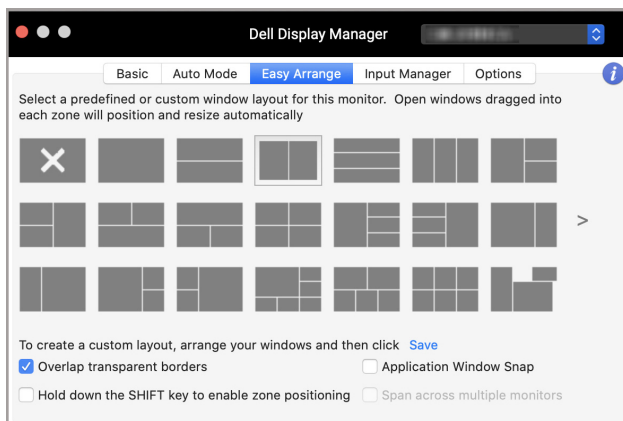 Dell Display Manager
Basic Auto Mode Easy Arrange Input Manager Options
Select a predefined or custom window layout for this monitor.  Open windows dragged into
each zone will position and resize automatically
>
To create a custom layout, arrange your windows and then click Save
Overlap transparent borders
Application Window Snap
Hold down the SHIFT key to enable zone positioning
Span across multiple monitors